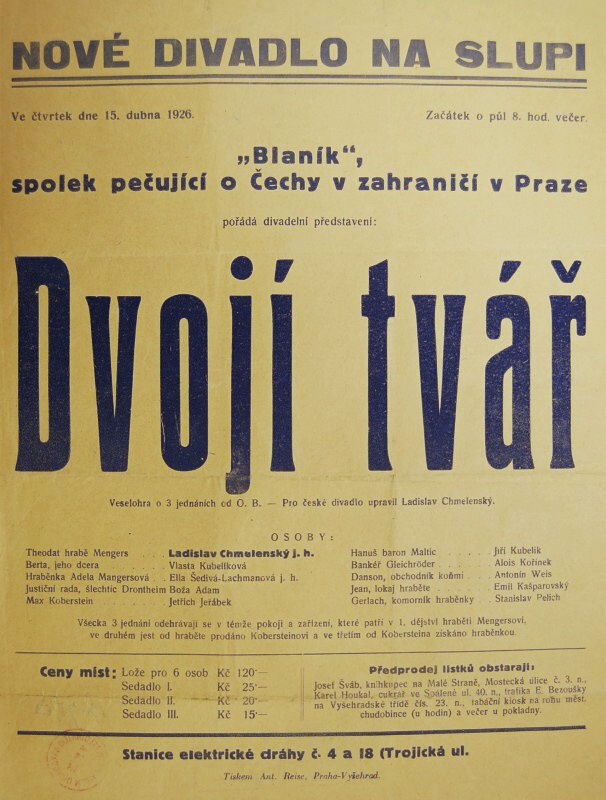 NOVÉ DIVADLO NA SLUPI
Ve čtvrtek dne 15. dubna 1926. Začátek o půl 8. hod. večer.
„Blaník“,
spolek pečující o Čechy v zahraničí v Praze
pořádá divadelní představení:
Dvojí tvář
Veselohra o 3 jednáních od O. B. — Pro české divadlo upravil Ladislav Chmelenský.
OSOBY:
Theodat hrabě Mengers . . . Ladislav Chmelenský j. h.
Berta, jeho dcera . . . . Vlasta Kubelíková
Hraběnka Adela Mangersová . Ella Šedivá-Lachmanová j. h.
Justiční rada, šlechtic Drontheim Boža Adam
Max Koberstein . . . . Jetřich Jeřábek
Hanuš baron Maltic . . . . . Jiří Kubelík
Bankéř Gleichröder . . . . Alois Kořínek
Danson, obchodník koňmi . . Antonín Weis
Jean, lokaj hraběte . . . . Emil Kašparovský
Gerlach, komorník hraběnky . Stanislav Pelich
Všecka 3 jednání odehrávají se v témže pokoji a zařízení, které patří v 1. dějství hraběti Mengersovi,
ve druhém jest od hraběte prodáno Kobersteinovi a ve třetím od Kobersteina získáno hraběnkou.
Ceny míst: Lože pro 6 osob Kč 120·—
Sedadlo I. Kč 25·—
Sedadlo II. Kč 20·—
Sedadlo III. Kč 15·—
Předprodej lístků obstarají:
Josef Šváb, knihkupec na Malé Straně, Mostecká ulice č. 3. n.,
Karel Houkal, cukrář ve Spálené ul. 40. n., trafika E. Bezoušky
na Vyšehradské třídě čís. 23. n., tabáční kiosk na rohu měst.
chudobince (u hodin) a večer u pokladny.
Stanice elektrické dráhy č. 4 a 18 (Trojická ul.
Tiskem Ant. Reise, Praha-Vyšehrad.